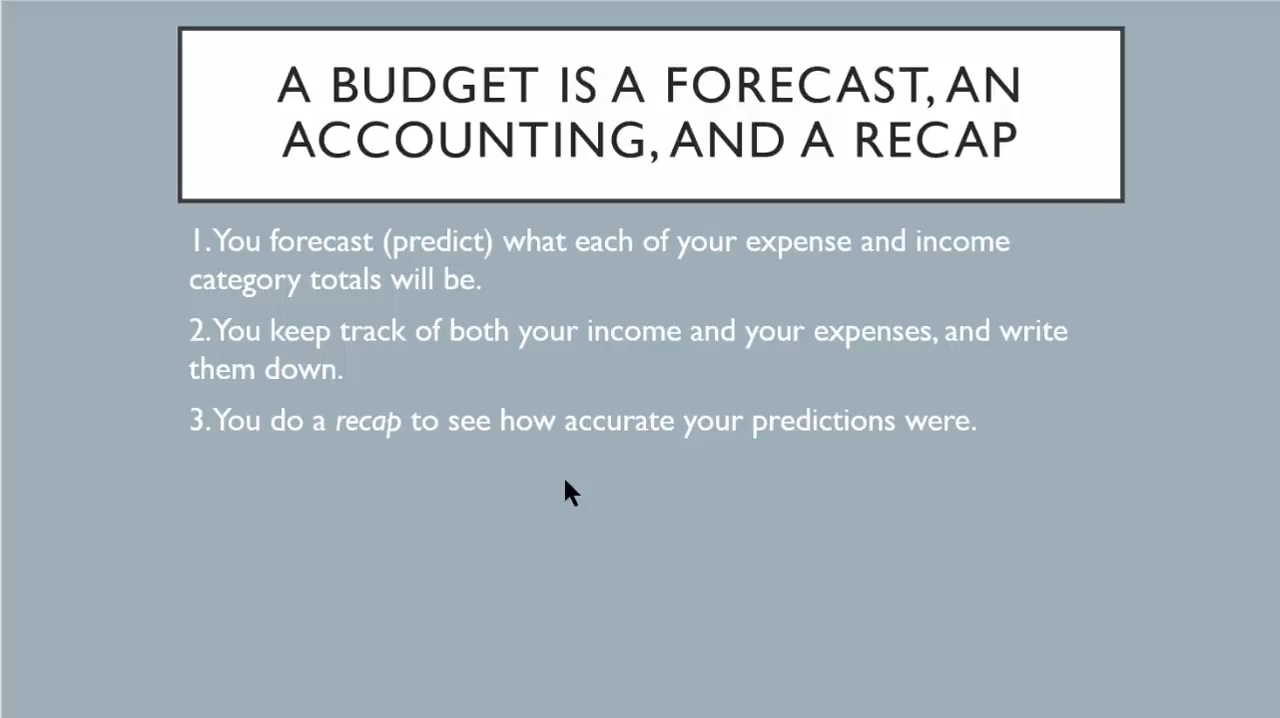 A BUDGET IS A FORECAST, AN
ACCOUNTING, AND A RECAP
1. You forecast (predict) what each of your expense and income
category totals will be.
2. You keep track of both your income and your expenses, and write
them down.
3. You do a recap to see how accurate your predictions were.